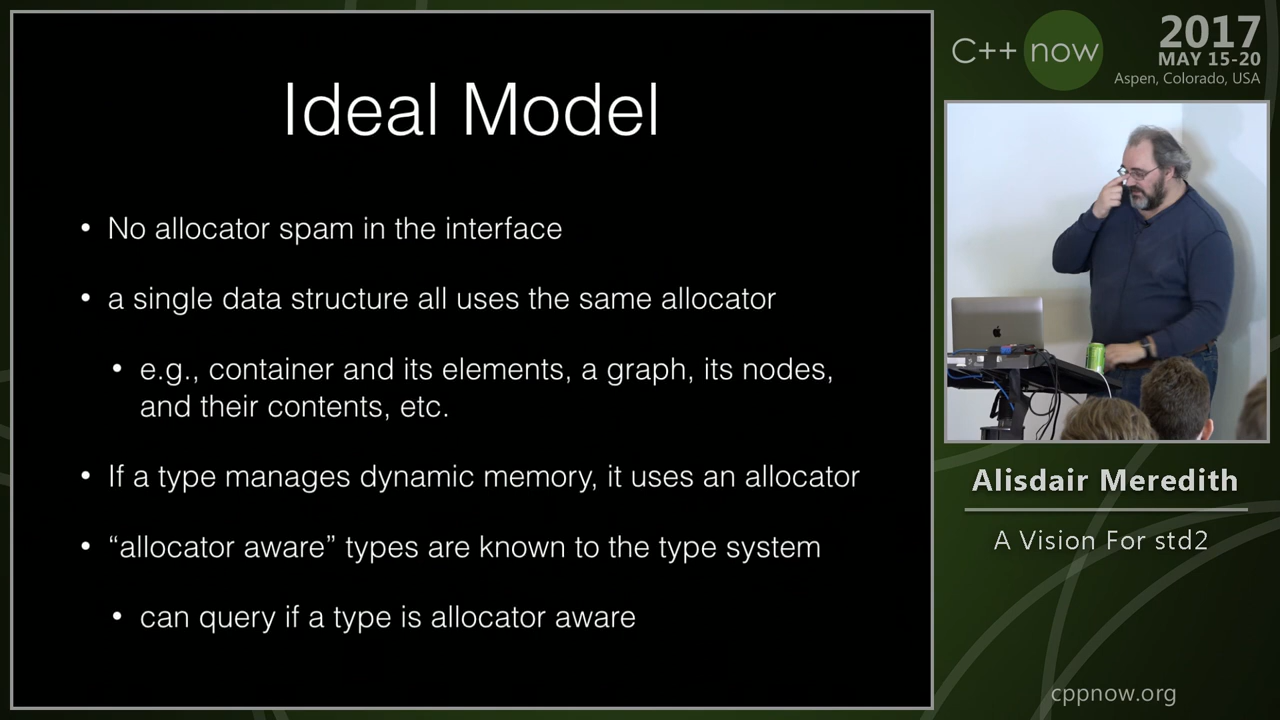 Ideal Model
• No allocator spam in the interface
• a single data structure all uses the same allocator
• e.g., container and its elements, a graph, its nodes,
and their contents, etc.
• If a type manages dynamic memory, it uses an allocator
• “allocator aware” types are known to the type system
• can query if a type is allocator aware
C++ now
2017
MAY 15-20
Aspen, Colorado, USA
Alisdair Meredith
A Vision For std2
cppnow.org